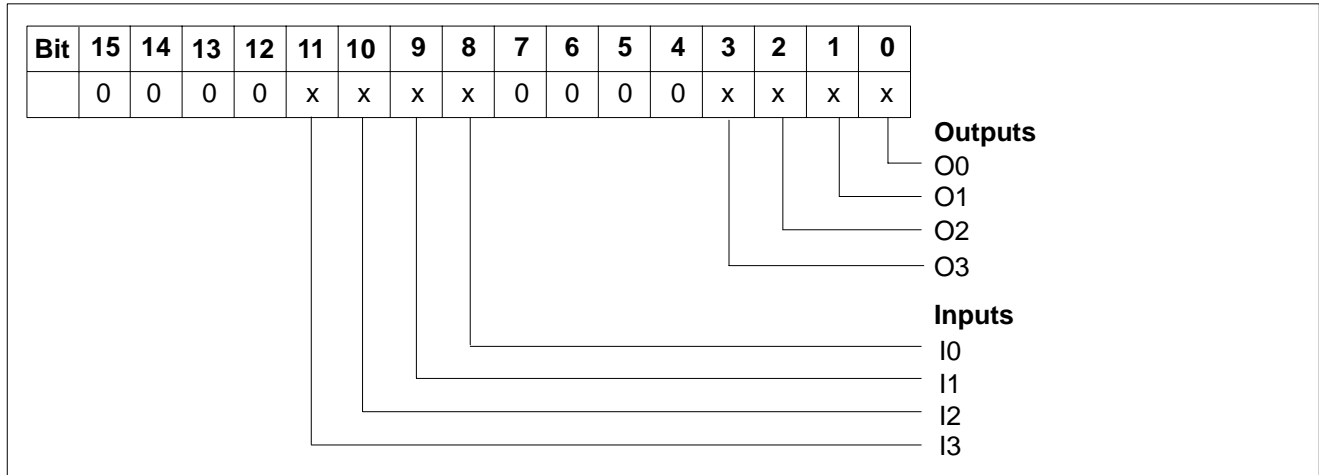 Bit 15 14 13 12 11 10 9 8 7 6 5 4 3 2 1 0
0 0 0 0 x x x x 0 0 0 0 x x x x
Outputs
O0
O1
O2
O3
Inputs
I0
I1
I2
I3